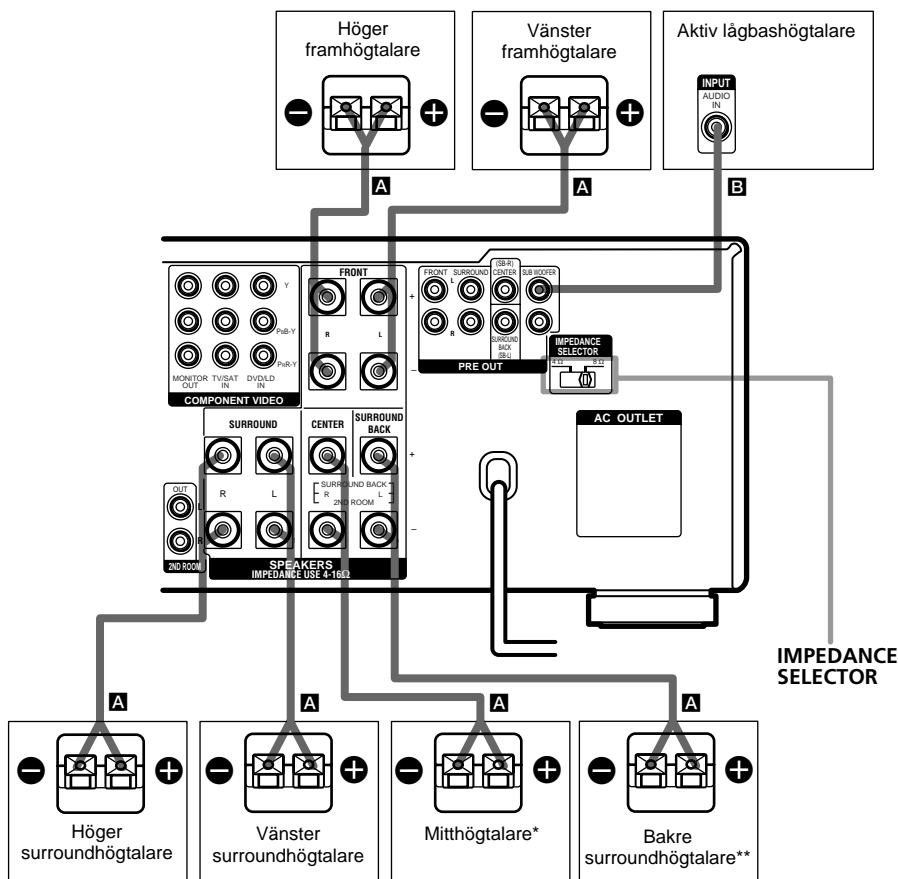 Höger
framhögtalare
Vänster
framhögtalare
Aktiv lågbashögtalare
INPUT
AUDIO
IN
A
A
B
FRONT
R
L
+
–
FRONT
SURROUND
(SB-R)
CENTER
SUB WOOFER
L
R
SURROUND
BACK
(SB-L)
PRE OUT
IMPEDANCE
SELECTOR
4 Ω
8 Ω
Y
PB/B-Y
PR/R-Y
MONITOR
OUT
TV/SAT
IN
DVD/LD
IN
COMPONENT VIDEO
AC OUTLET
SURROUND
CENTER
SURROUND
BACK
+
R
L
SURROUND BACK
R
L
2ND ROOM
–
OUT
L
R
2ND ROOM
SPEAKERS
IMPEDANCE USE 4-16Ω
IMPEDANCE
SELECTOR
A
A
A
A
Höger
surroundhögtalare
Vänster
surroundhögtalare
Mitthögtalare*
Bakre
surroundhögtalare**